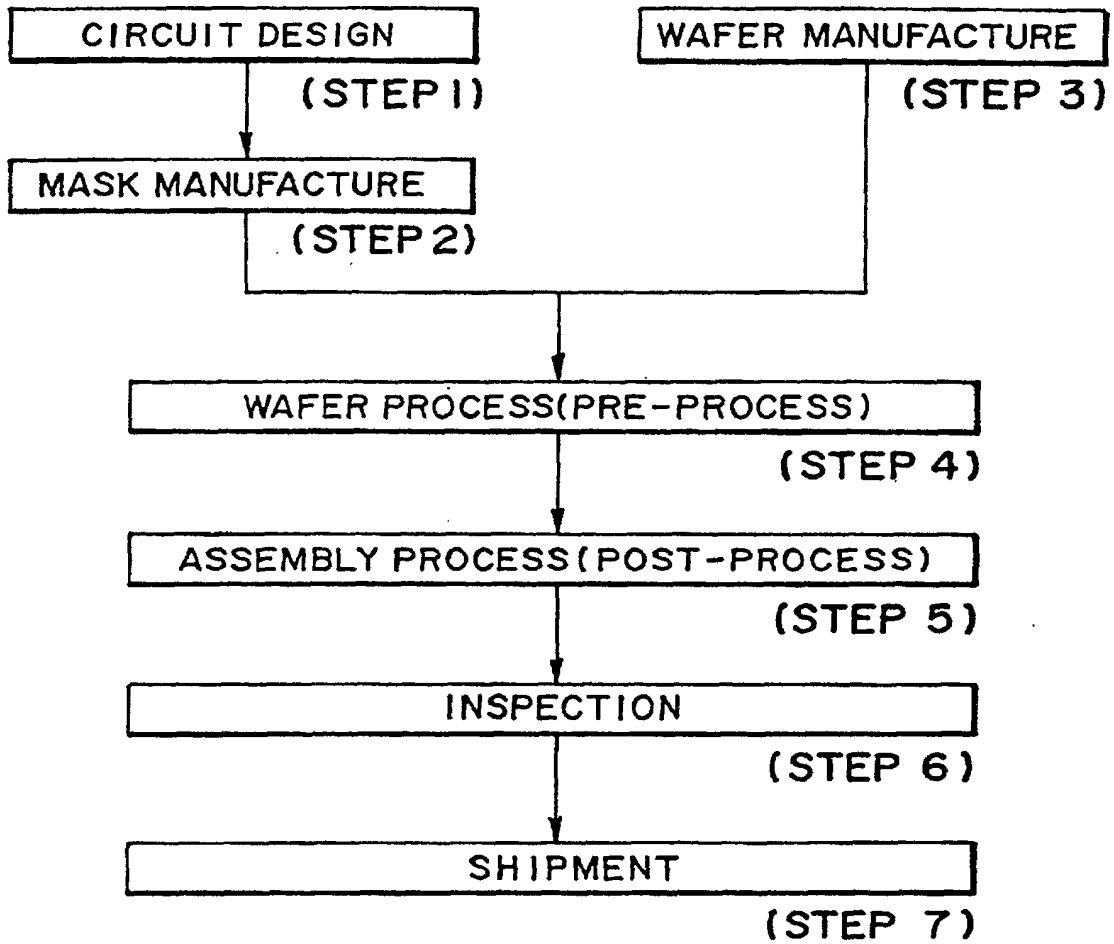 CIRCUIT DESIGN
(STEP 1)
WAFER MANUFACTURE
(STEP 3)
MASK MANUFACTURE
(STEP 2)
WAFER PROCESS(PRE-PROCESS)
(STEP 4)
ASSEMBLY PROCESS(POST-PROCESS)
(STEP 5)
INSPECTION
(STEP 6)
SHIPMENT
(STEP 7)